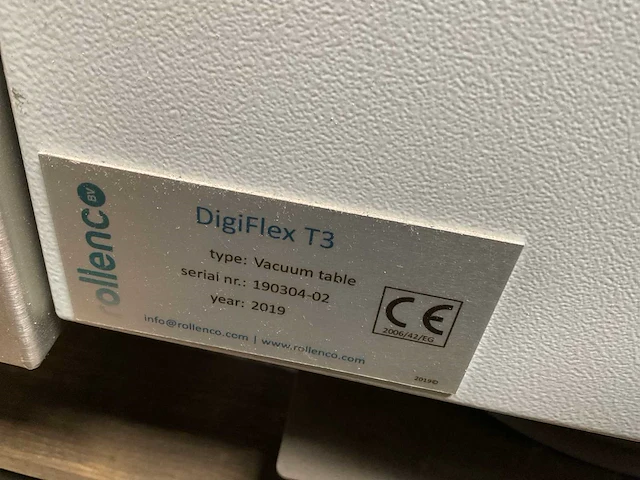 rollenco BV
DigiFlex T3
type: Vacuum table
serial nr.: 190304-02
year: 2019
info@rollenco.com | www.rollenco.com
CE
2006/42/EG
2019©